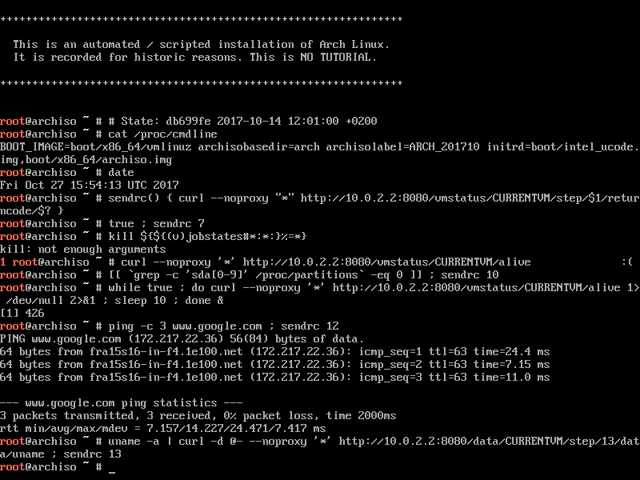 ++++++++++++++++++++++++++++++++++++++++++++++++++++++++++++++++
This is an automated / scripted installation of Arch Linux.
It is recorded for historic reasons. This is NO TUTORIAL.
++++++++++++++++++++++++++++++++++++++++++++++++++++++++++++++++
root@archiso ~ # # State: db699fe 2017-10-14 12:01:00 +0200
root@archiso ~ # cat /proc/cmdline
BOOT_IMAGE=boot/x86_64/vmlinuz archisobasedir=arch archisolabel=ARCH_201710 initrd=boot/intel_ucode.
img,boot/x86_64/archiso.img
root@archiso ~ # date
Fri Oct 27 15:54:13 UTC 2017
root@archiso ~ # sendrc() { curl --noproxy "*" http://10.0.2.2:8080/vmstatus/CURRENTVM/step/$1/retur
ncode/$? }
root@archiso ~ # true ; sendrc 7
root@archiso ~ # kill ${${(v)jobstates#*:*:}%=*}
kill: not enough arguments
1 root@archiso ~ # curl --noproxy '*' http://10.0.2.2:8080/vmstatus/CURRENTVM/alive :(
root@archiso ~ # [[ `grep -c 'sda[0-9]' /proc/partitions` -eq 0 ]] ; sendrc 10
root@archiso ~ # while true ; do curl --noproxy '*' http://10.0.2.2:8080/vmstatus/CURRENTVM/alive 1>
/dev/null 2>&1 ; sleep 10 ; done &
[1] 426
root@archiso ~ # ping -c 3 www.google.com ; sendrc 12
PING www.google.com (172.217.22.36) 56(84) bytes of data.
64 bytes from fra15s16-in-f4.1e100.net (172.217.22.36): icmp_seq=1 ttl=63 time=24.4 ms
64 bytes from fra15s16-in-f4.1e100.net (172.217.22.36): icmp_seq=2 ttl=63 time=7.15 ms
64 bytes from fra15s16-in-f4.1e100.net (172.217.22.36): icmp_seq=3 ttl=63 time=11.0 ms
--- www.google.com ping statistics ---
3 packets transmitted, 3 received, 0% packet loss, time 2000ms
rtt min/avg/max/mdev = 7.157/14.227/24.471/7.417 ms
root@archiso ~ # uname -a | curl -d @- --noproxy '*' http://10.0.2.2:8080/data/CURRENTVM/step/13/dat
a/uname ; sendrc 13
root@archiso ~ # _